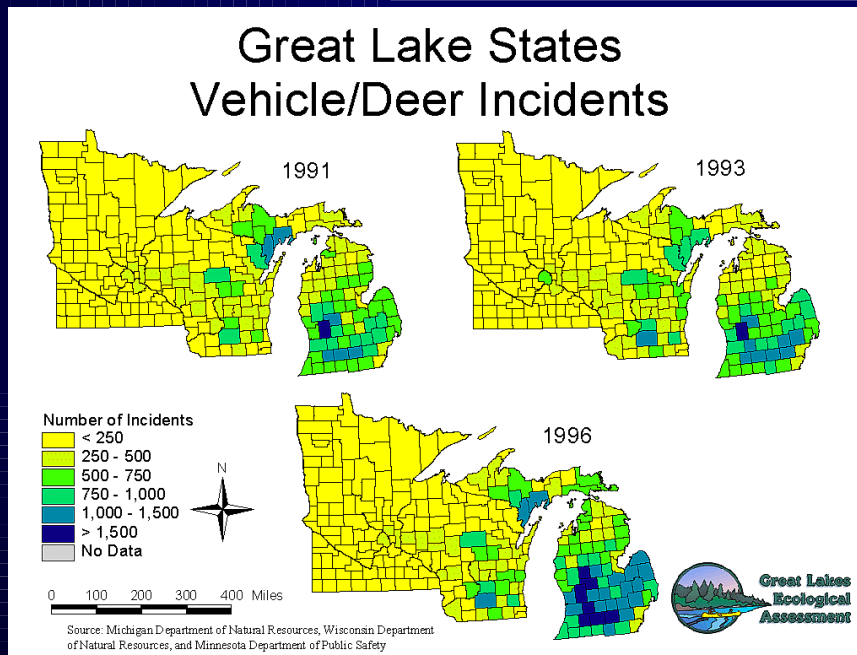 Great Lake States
Vehicle/Deer Incidents
1991
1993
1996
Number of Incidents
< 250
250 - 500
500 - 750
750 - 1,000
1,000 - 1,500
> 1,500
No Data
N
0 100 200 300 400 Miles
Source: Michigan Department of Natural Resources, Wisconsin Department
of Natural Resources, and Minnesota Department of Public Safety
Great Lakes
Ecological
Assessment